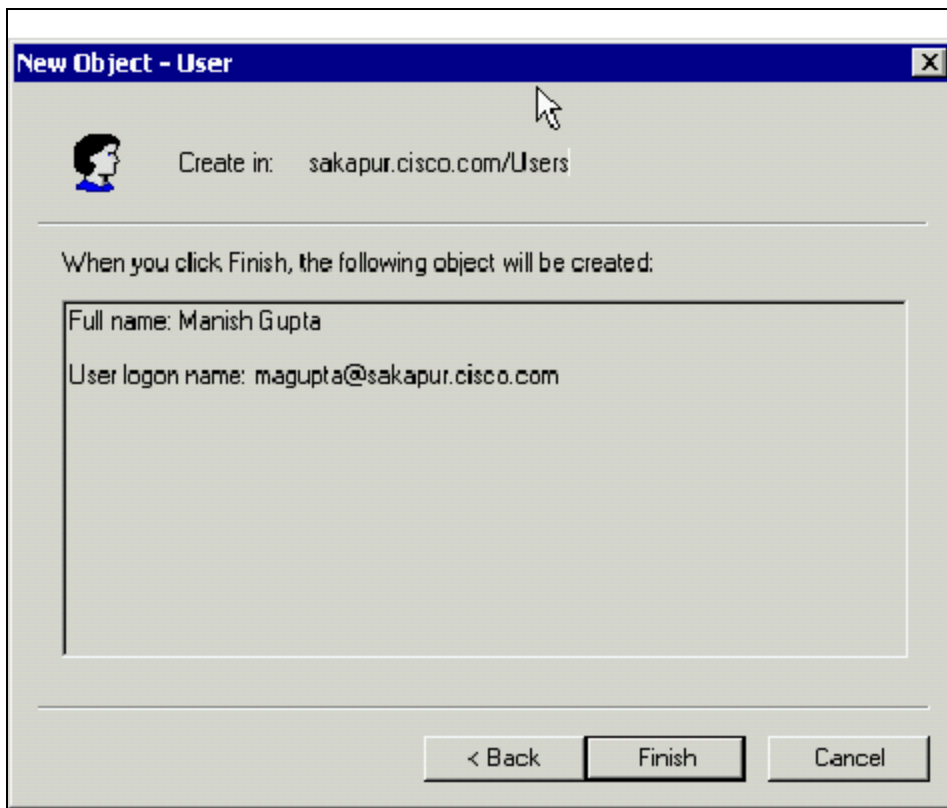 New Object - User
Create in: sakapur.cisco.com/Users
When you click Finish, the following object will be created:
Full name: Manish Gupta
User logon name: magupta@sakapur.cisco.com
< Back Finish Cancel